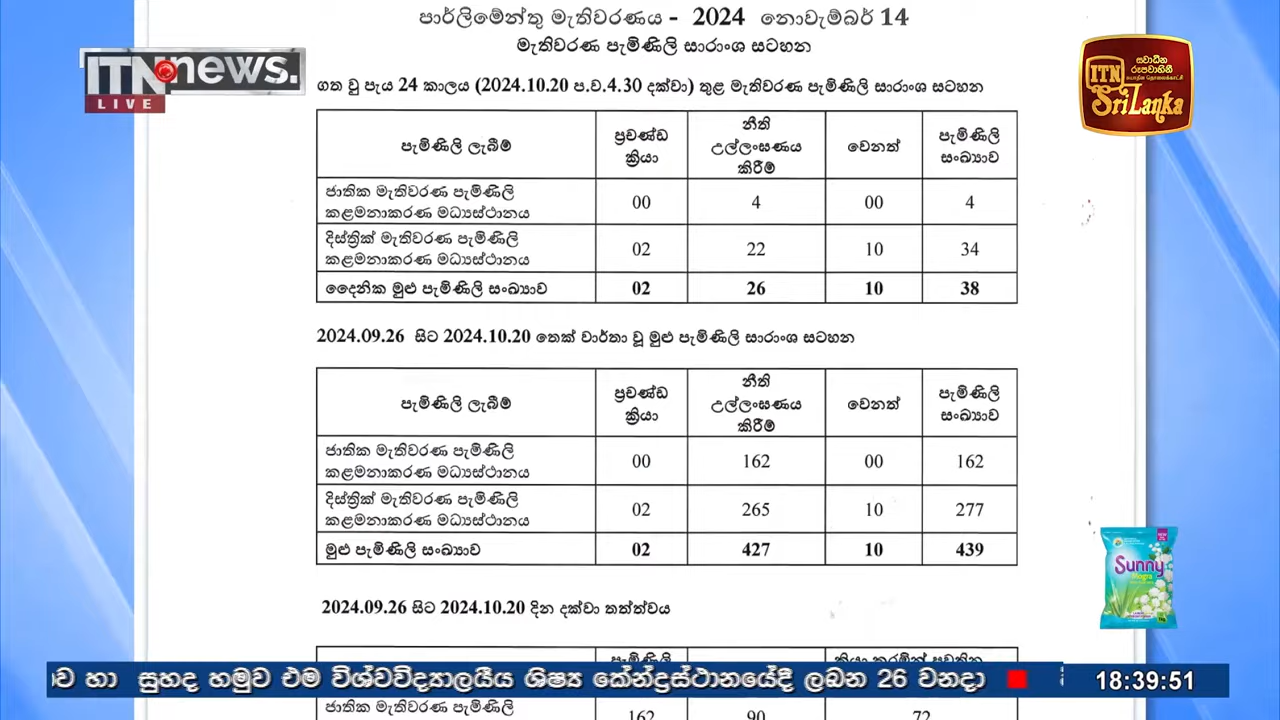 පාර්ලිමේන්තු මැතිවරණය - 2024 නොවැම්බර් 14
මැතිවරණ පැමිණිලි සාරාංශ සටහන
ITN news.
LIVE
ස්වාධීන
රූපවාහිනී
ITN
Sri Lanka
ගත වු පැය 24 කාලය (2024.10.20 ප.ව.4.30 දක්වා) තුළ මැතිවරණ පැමිණිලි සාරාංශ සටහන
පැමිණිලි ලැබීම් ප්‍රචණ්ඩ ක්‍රියා නීති උල්ලංඝණය කිරීම් වෙනත් පැමිණිලි සංඛ්‍යාව
ජාතික මැතිවරණ පැමිණිලි
කළමනාකරණ මධ්‍යස්ථානය 00 4 00 4
දිස්ත්‍රික් මැතිවරණ පැමිණිලි
කළමනාකරණ මධ්‍යස්ථානය 02 22 10 34
දෛනික මුළු පැමිණිලි සංඛ්‍යාව 02 26 10 38
2024.09.26 සිට 2024.10.20 තෙක් වාර්තා වූ මුළු පැමිණිලි සාරාංශ සටහන
පැමිණිලි ලැබීම් ප්‍රචණ්ඩ ක්‍රියා නීති උල්ලංඝණය කිරීම් වෙනත් පැමිණිලි සංඛ්‍යාව
ජාතික මැතිවරණ පැමිණිලි
කළමනාකරණ මධ්‍යස්ථානය 00 162 00 162
දිස්ත්‍රික් මැතිවරණ පැමිණිලි
කළමනාකරණ මධ්‍යස්ථානය 02 265 10 277
මුළු පැමිණිලි සංඛ්‍යාව 02 427 10 439
2024.09.26 සිට 2024.10.20 දින දක්වා තත්ත්වය
Sunny
Mogra
පැමිණිලි ක්‍රියා කරමින් පවතින
හා සුහද හමුව එම විශ්වවිද්‍යාලයීය ශිෂ්‍ය කේන්ද්‍රස්ථානයේදී ලබන 26 වනදා 18:39:51
ජාතික මැතිවරණ පැමිණිලි 162 90 72